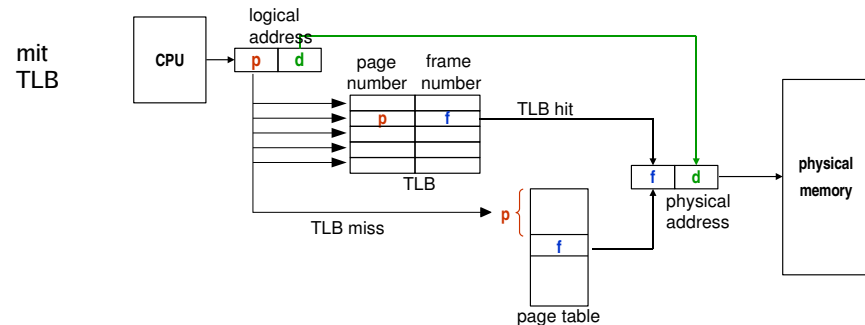 mit
TLB
CPU
logical
address
p d
page
number
frame
number
p f
TLB
TLB hit
TLB miss
p
f
page table
f d
physical
address
physical
memory